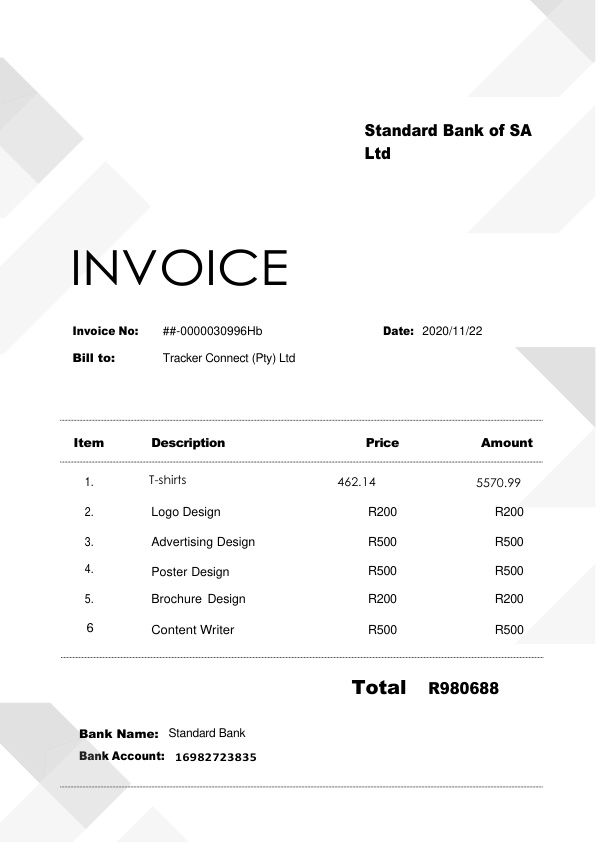 Standard Bank of SA
Ltd
INVOICE
Invoice No: ##-0000030996Hb Date: 2020/11/22
Bill to: Tracker Connect (Pty) Ltd
Item Description Price Amount
1. T-shirts 462.14 5570.99
2. Logo Design R200 R200
3. Advertising Design R500 R500
4. Poster Design R500 R500
5. Brochure Design R200 R200
6 Content Writer R500 R500
Total R980688
Bank Name: Standard Bank
Bank Account: 16982723835